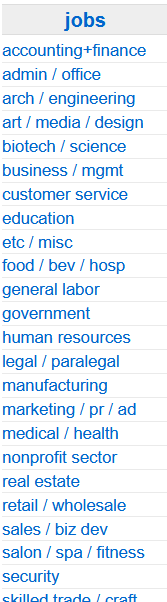 jobs
accounting+finance
admin / office
arch / engineering
art / media / design
biotech / science
business / mgmt
customer service
education
etc / misc
food / bev / hosp
general labor
government
human resources
legal / paralegal
manufacturing
marketing / pr / ad
medical / health
nonprofit sector
real estate
retail / wholesale
sales / biz dev
salon / spa / fitness
security
skilled trade / craft